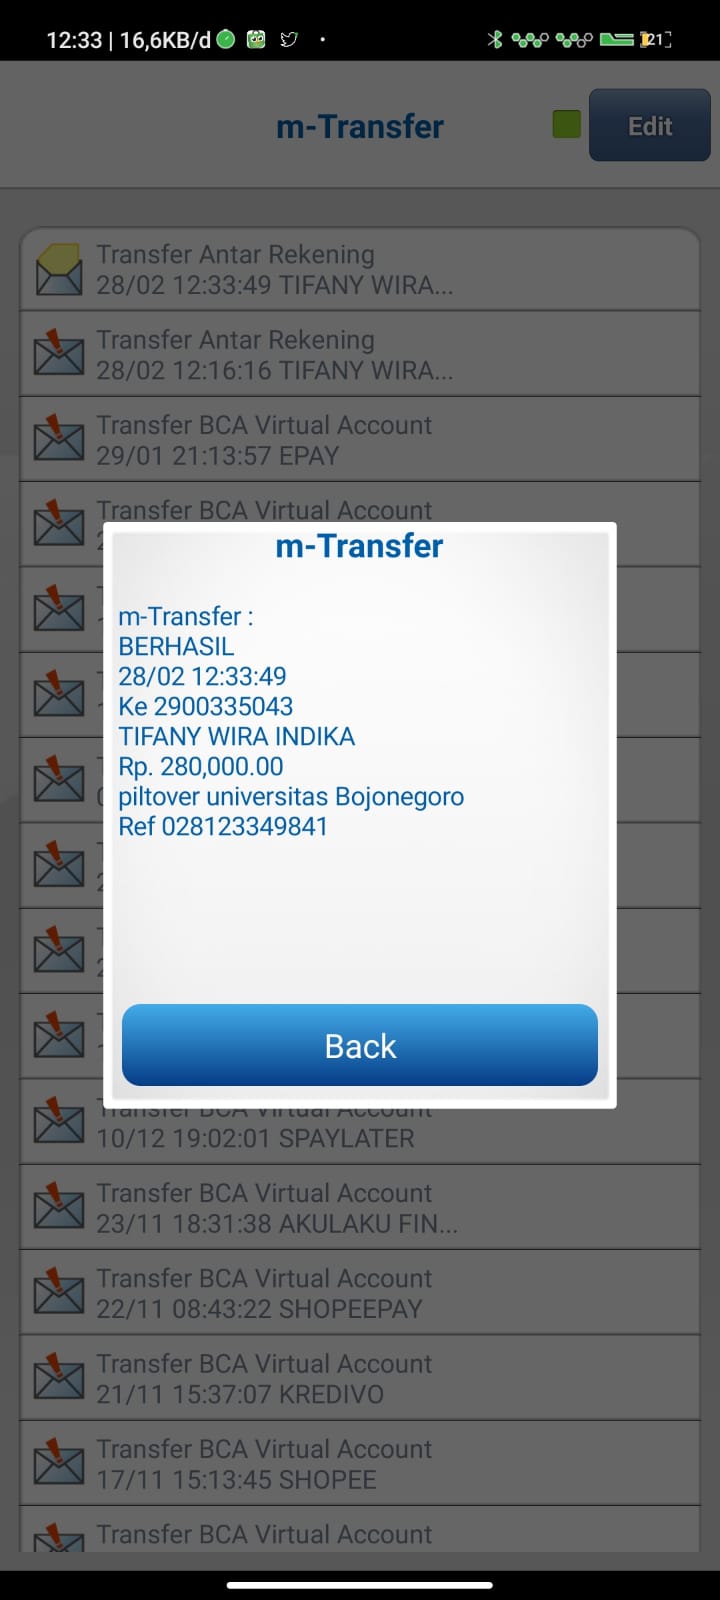 12:33 | 16,6KB/d
21
m-Transfer
Edit
Transfer Antar Rekening
28/02 12:33:49 TIFANY WIRA...
Transfer Antar Rekening
28/02 12:16:16 TIFANY WIRA...
Transfer BCA Virtual Account
29/01 21:13:57 EPAY
Transfer BCA Virtual Account
m-Transfer
m-Transfer :
BERHASIL
28/02 12:33:49
Ke 2900335043
TIFANY WIRA INDIKA
Rp. 280,000.00
piltover universitas Bojonegoro
Ref 028123349841
Back
Transfer BCA Virtual Account
10/12 19:02:01 SPAYLATER
Transfer BCA Virtual Account
23/11 18:31:38 AKULAKU FIN...
Transfer BCA Virtual Account
22/11 08:43:22 SHOPEEPAY
Transfer BCA Virtual Account
21/11 15:37:07 KREDIVO
Transfer BCA Virtual Account
17/11 15:13:45 SHOPEE
Transfer BCA Virtual Account